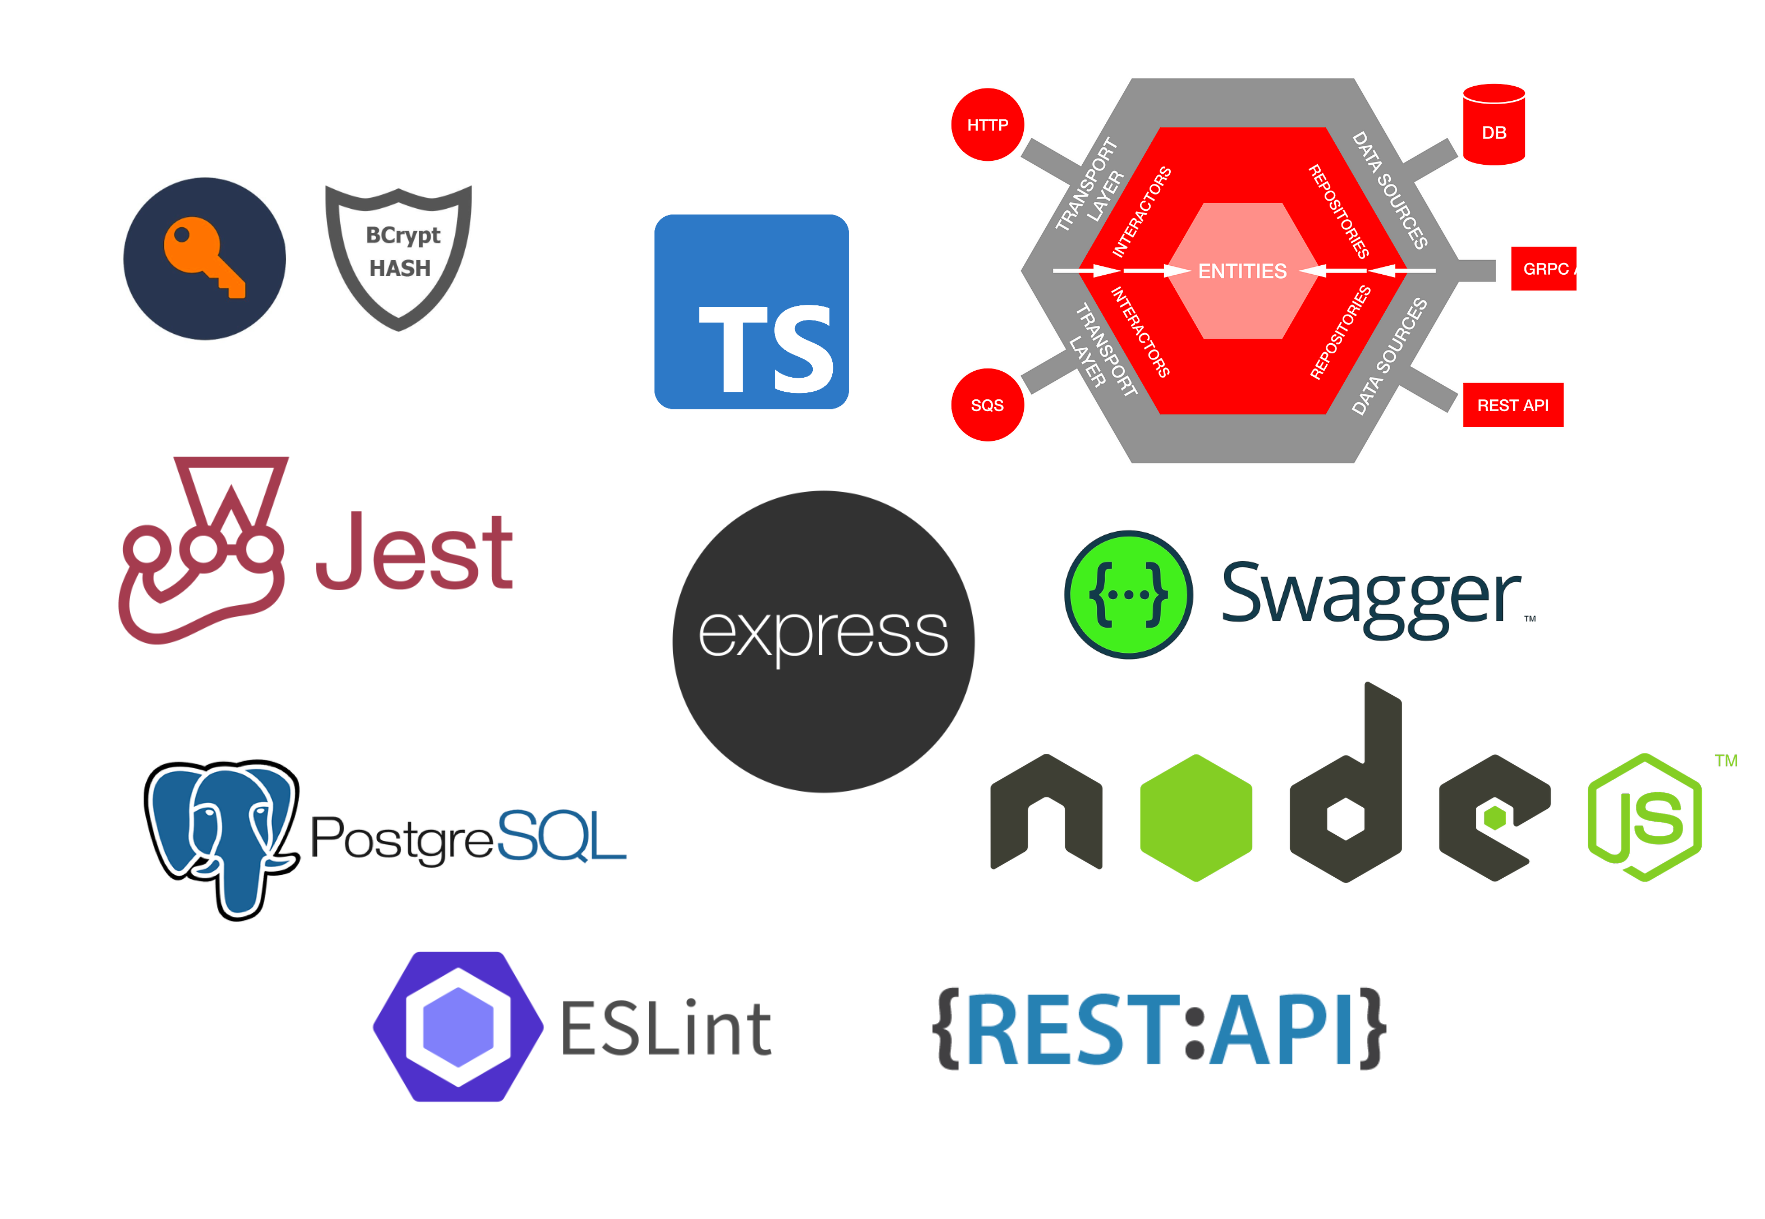 BCrypt
HASH
TS
HTTP
SQS
TRANSPORT
LAYER
INTERACTORS
TRANSPORT
LAYER
INTERACTORS
ENTITIES
REPOSITORIES
DATA SOURCES
REPOSITORIES
DATA SOURCES
DB
GRPC A
REST API
Jest
express
{···}
Swagger
TM
PostgreSQL
node
JS
TM
ESLint
{REST:API}